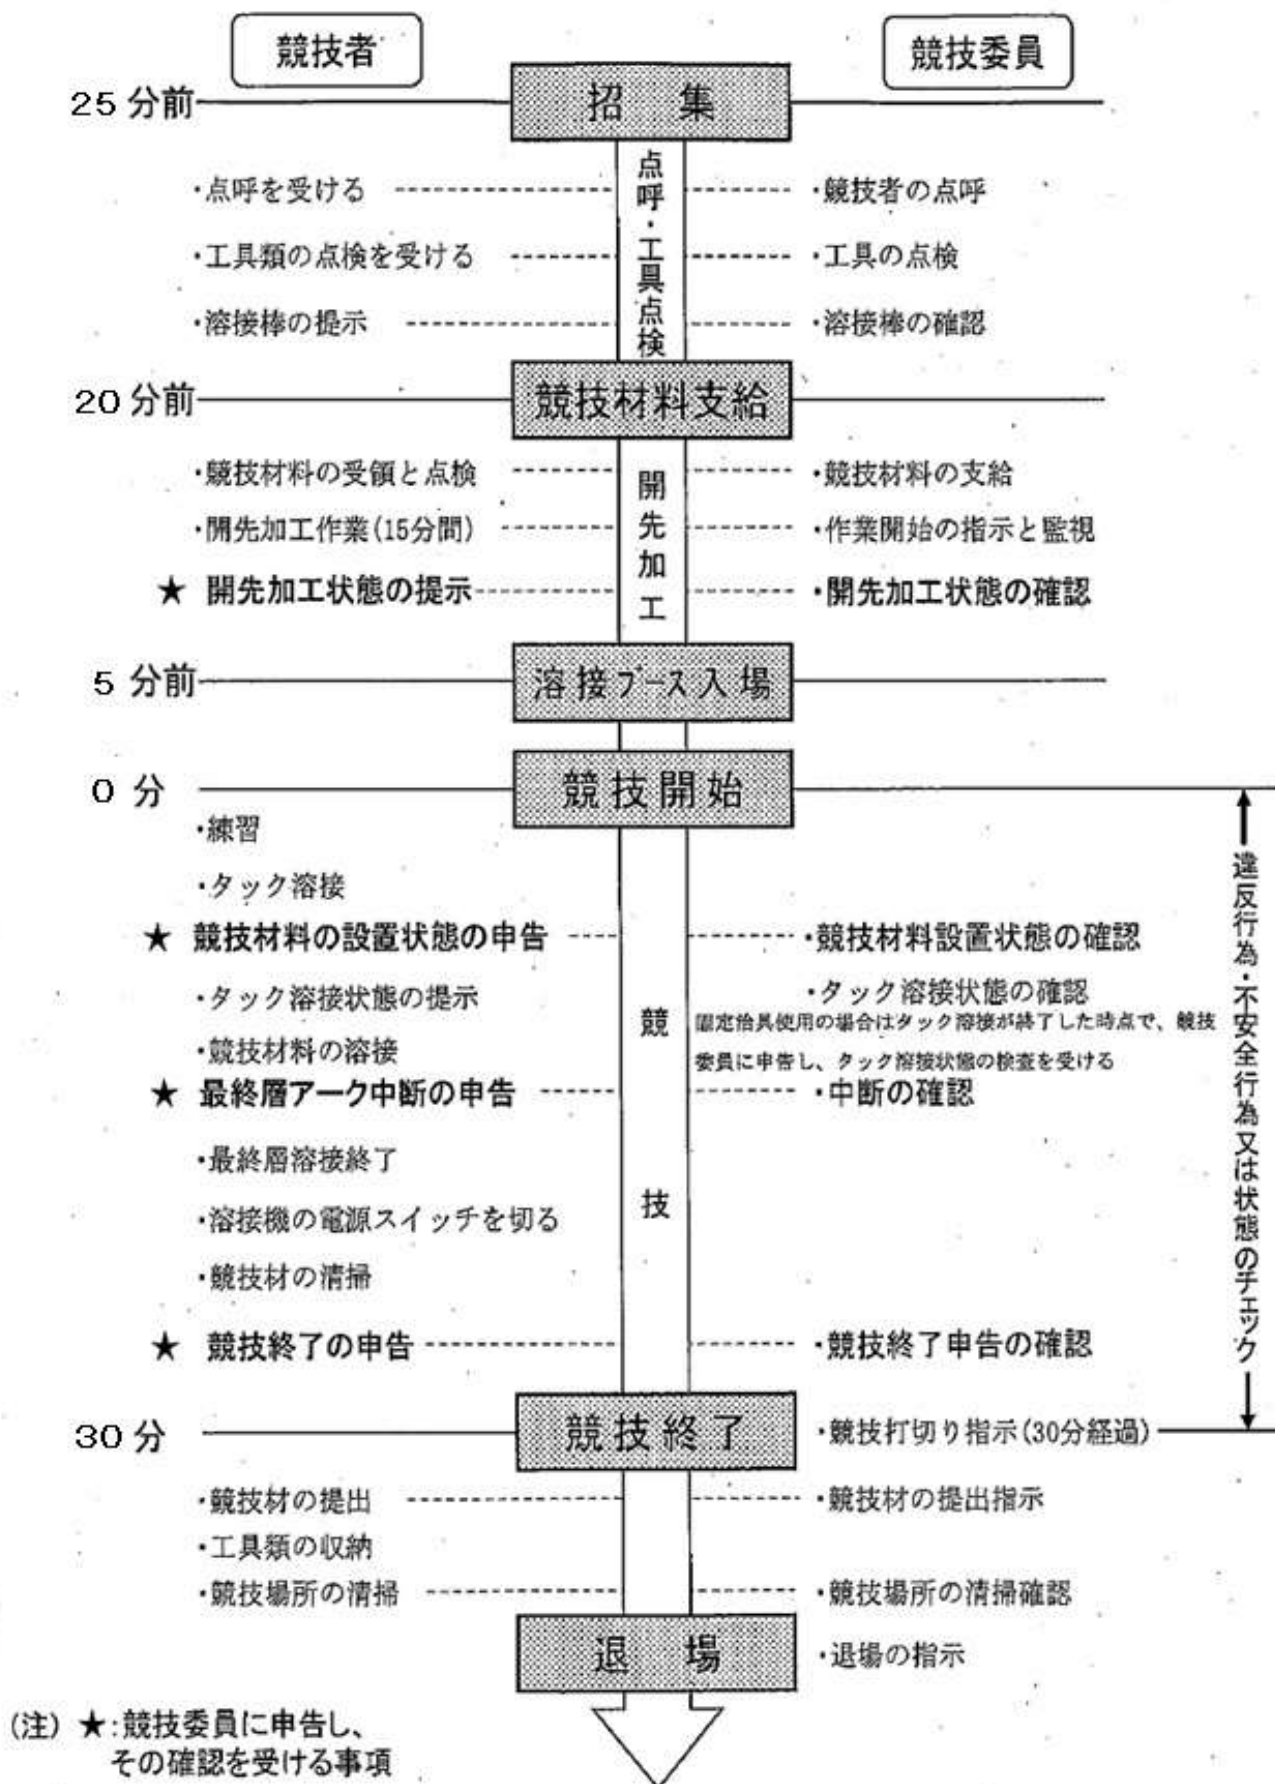 競技者
競技委員
25分前
招 集
点呼・工具点検
・点呼を受ける
・競技者の点呼
・工具類の点検を受ける
・工具の点検
・溶接棒の提示
・溶接棒の確認
20分前
競技材料支給
開先加工
・競技材料の受領と点検
・競技材料の支給
・開先加工作業(15分間)
・作業開始の指示と監視
★ 開先加工状態の提示
・開先加工状態の確認
5分前
溶接ブース入場
0分
競技開始
競 技
違反行為・不安全行為又は状態のチェック
・練習
・タック溶接
★ 競技材料の設置状態の申告
・競技材料設置状態の確認
・タック溶接状態の提示
・タック溶接状態の確認
固定治具使用の場合はタック溶接が終了した時点で、競技
委員に申告し、タック溶接状態の検査を受ける
・競技材料の溶接
★ 最終層アーク中断の申告
・中断の確認
・最終層溶接終了
・溶接機の電源スイッチを切る
・競技材の清掃
★ 競技終了の申告
・競技終了申告の確認
30分
競技終了
・競技打切り指示(30分経過)
・競技材の提出
・競技材の提出指示
・工具類の収納
・競技場所の清掃
・競技場所の清掃確認
退 場
・退場の指示
(注) ★:競技委員に申告し、
その確認を受ける事項